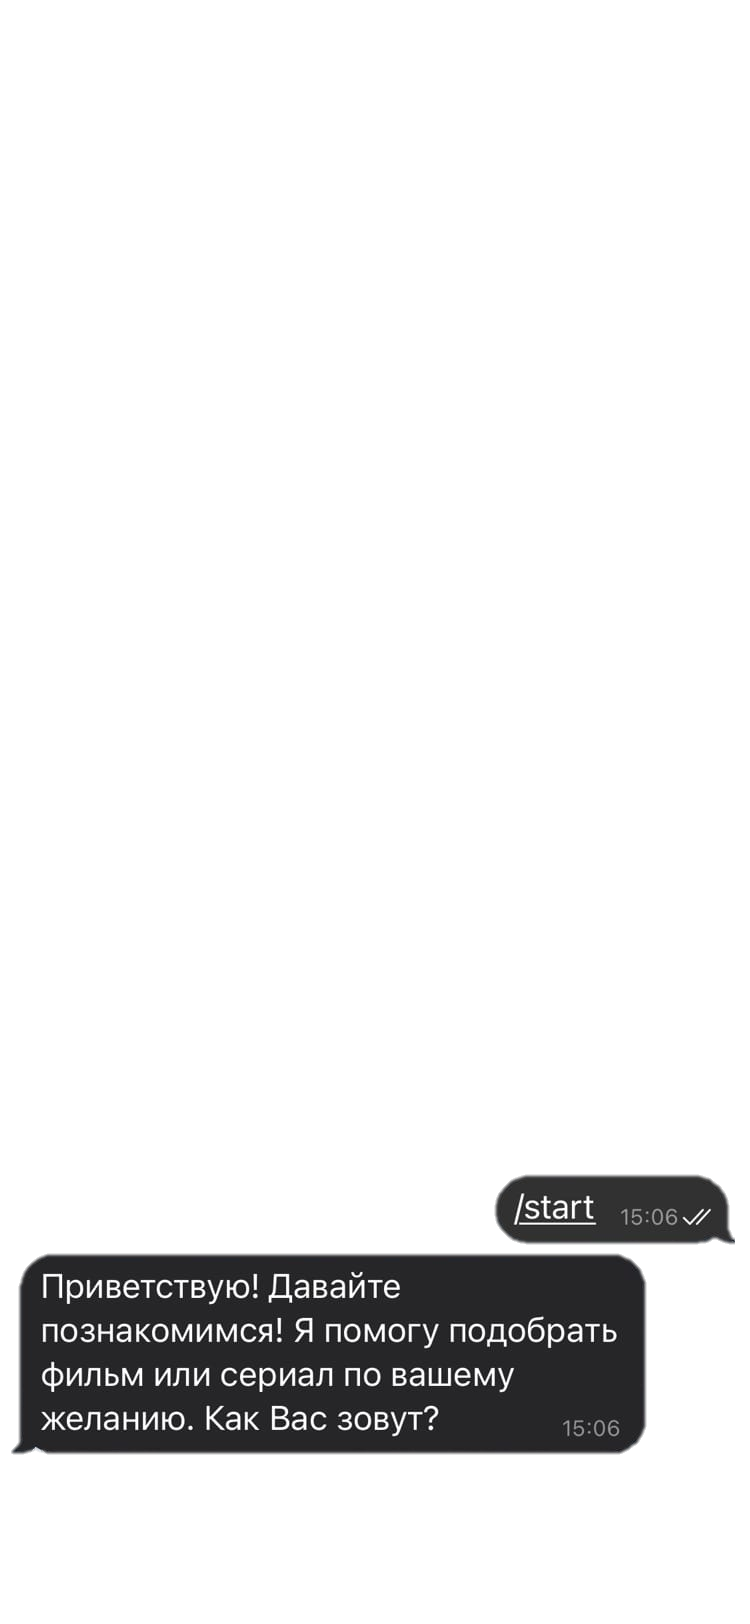 /start 15:06
Приветствую! Давайте
познакомимся! Я помогу подобрать
фильм или сериал по вашему
желанию. Как Вас зовут? 15:06